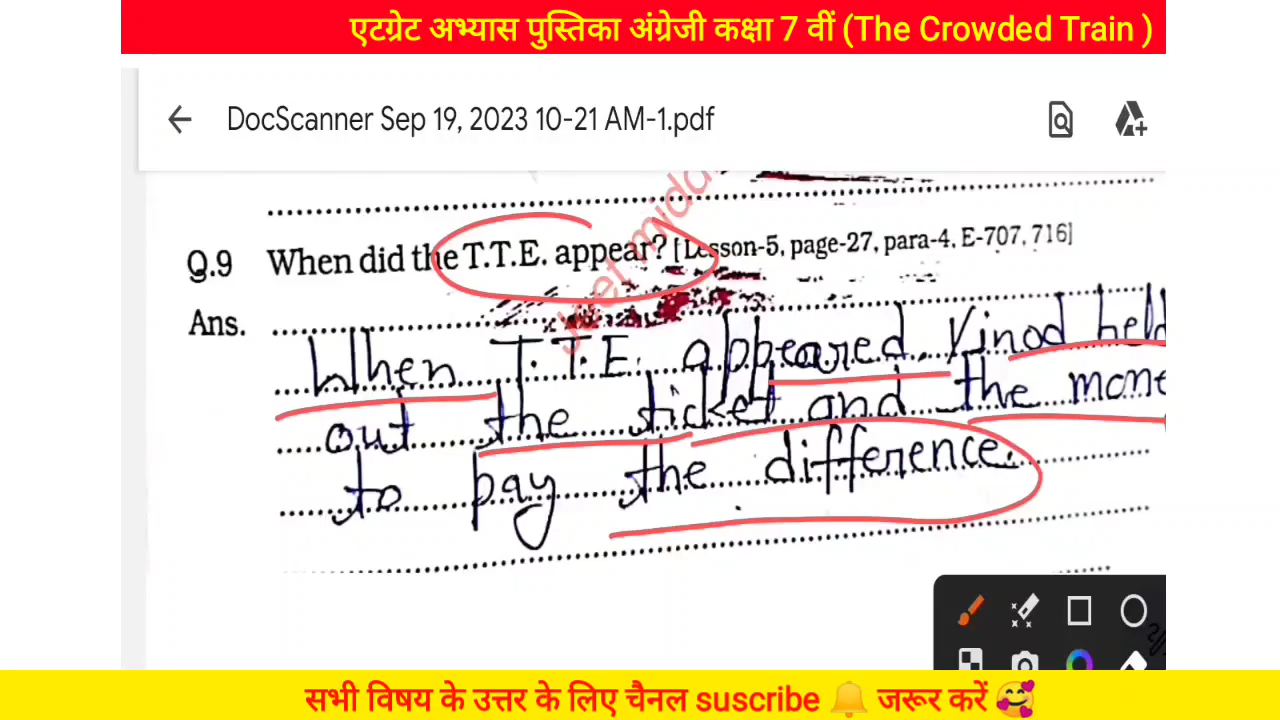 एटग्रेट अभ्यास पुस्तिका अंग्रेजी कक्षा 7 वीं (The Crowded Train )
DocScanner Sep 19, 2023 10-21 AM-1.pdf
Q.9 When did the T.T.E. appear? [Lesson-5, page-27, para-4, E-707, 716]
Ans.
When T.T.E. appeared. Vinod held
out the ticket and the mone
to pay the difference.
सभी विषय के उत्तर के लिए चैनल suscribe 🔔 जरूर करें 🥰